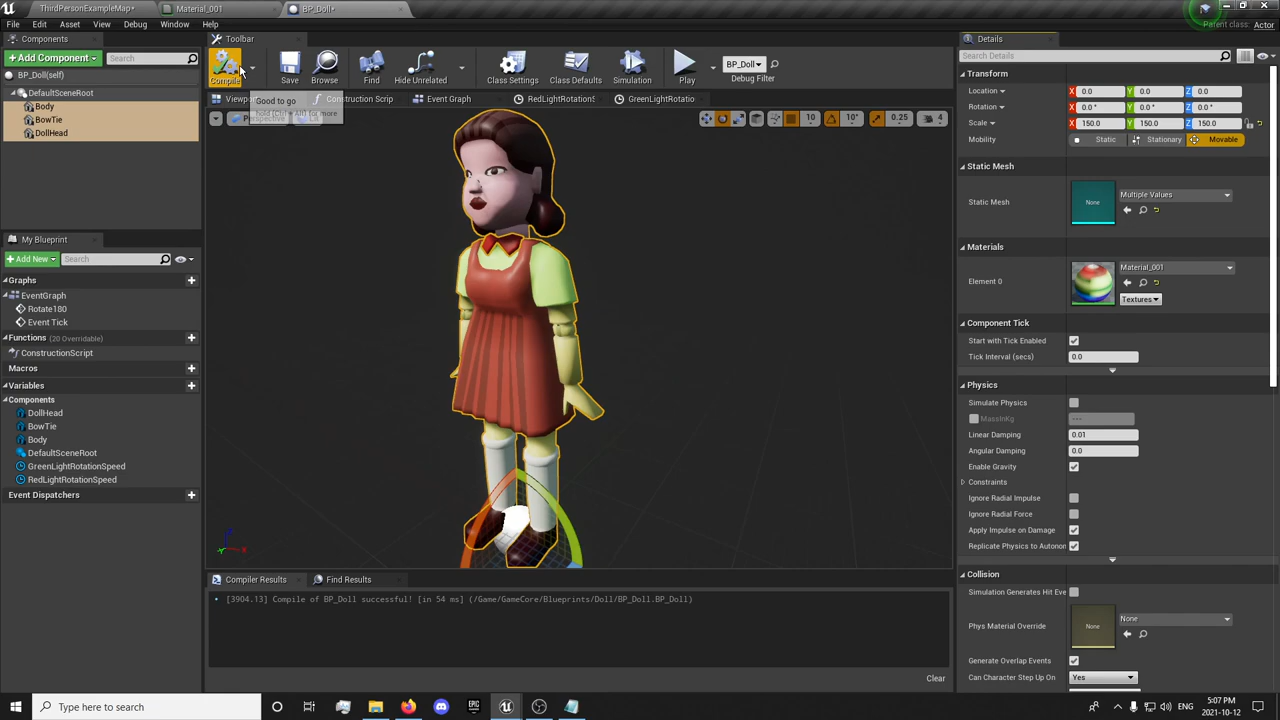 ThirdPersonExampleMap*
Material_001
BP_Doll*
Parent class: Actor
File Edit Asset View Debug Window Help
Components
Toolbar
Details
+ Add Component
Search
Compile
Save
Browse
Find
Hide Unrelated
Class Settings
Class Defaults
Simulation
Play
BP_Doll
Debug Filter
Search Details
BP_Doll(self)
DefaultSceneRoot
Body
BowTie
DollHead
Construction Scrip
Event Graph
RedLightRotation
GreenLightRotatio
Good to go
Perspective
10
10°
0.25
4
Transform
Location X 0.0 Y 0.0 Z 0.0
Rotation X 0.0 ° Y 0.0 ° Z 0.0 °
Scale X 150.0 Y 150.0 Z 150.0
Mobility Static Stationary Movable
Static Mesh
Static Mesh None Multiple Values
Materials
Element 0 Material_001
Textures
Component Tick
Start with Tick Enabled
Tick Interval (secs) 0.0
Physics
Simulate Physics
MassInKg ---
Linear Damping 0.01
Angular Damping 0.0
Enable Gravity
Constraints
Ignore Radial Impulse
Ignore Radial Force
Apply Impulse on Damage
Replicate Physics to Autonon
Collision
Simulation Generates Hit Eve
Phys Material Override None None
Generate Overlap Events
Can Character Step Up On Yes
My Blueprint
+ Add New
Search
Graphs
EventGraph
Rotate180
Event Tick
Functions (20 Overridable)
ConstructionScript
Macros
Variables
Components
DollHead
BowTie
Body
DefaultSceneRoot
GreenLightRotationSpeed
RedLightRotationSpeed
Event Dispatchers
Compiler Results
Find Results
[3904.13] Compile of BP_Doll successful! [in 54 ms] (/Game/GameCore/Blueprints/Doll/BP_Doll.BP_Doll)
Clear
Type here to search
5:07 PM
2021-10-12